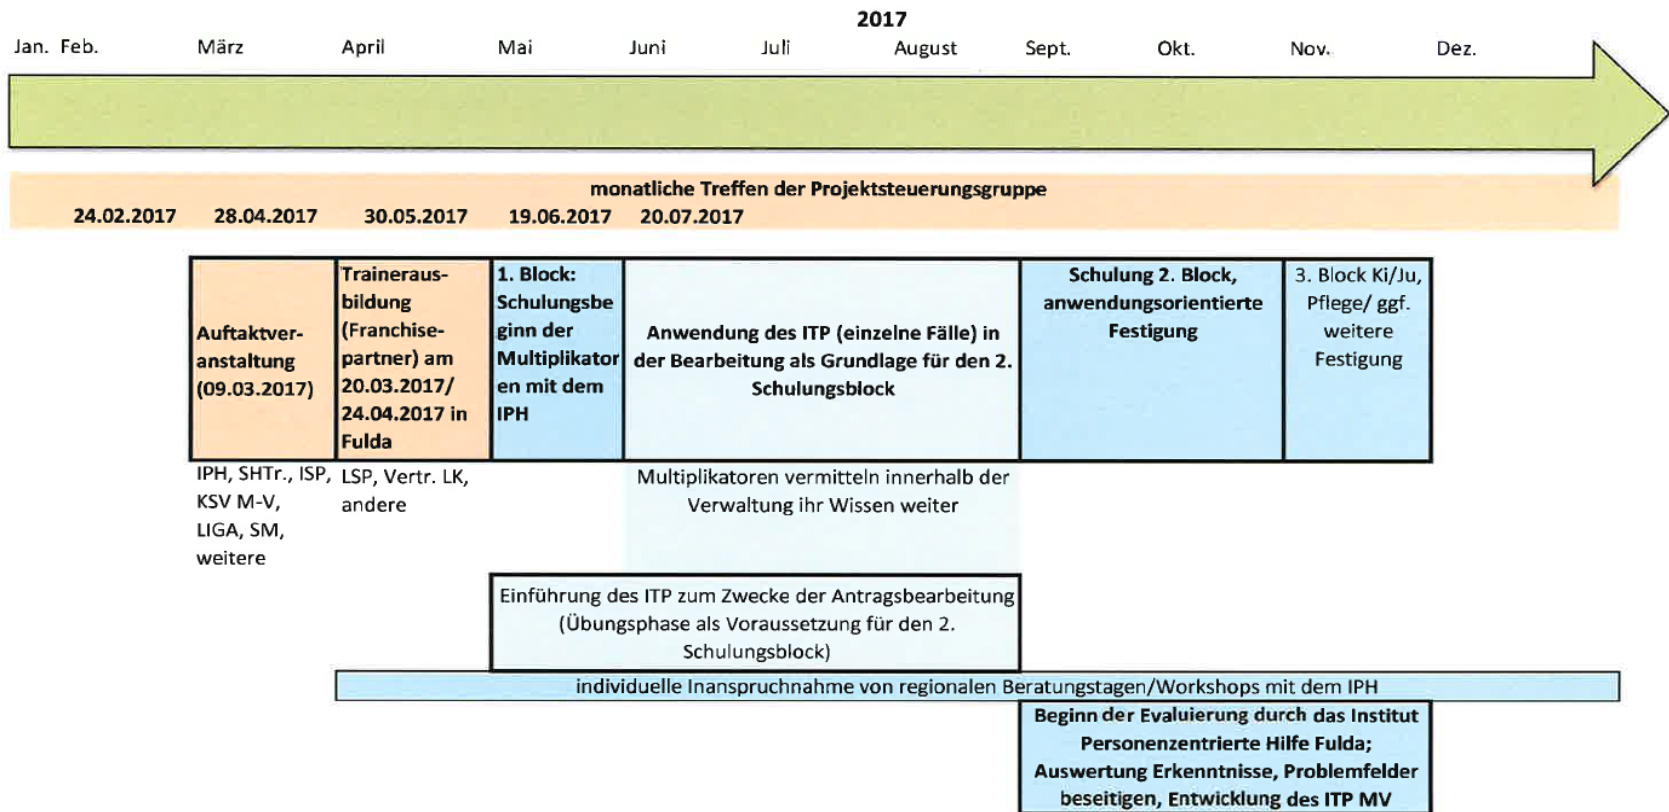 2017
Jan. Feb. März April Mai Juni Juli August Sept. Okt. Nov. Dez.
monatliche Treffen der Projektsteuerungsgruppe
24.02.2017 28.04.2017 30.05.2017 19.06.2017 20.07.2017
Auftaktver-
anstaltung
(09.03.2017)
Traineraus-
bildung
(Franchise-
partner) am
20.03.2017/
24.04.2017 in
Fulda
1. Block:
Schulungsbe
ginn der
Multiplikator
en mit dem
IPH
Anwendung des ITP (einzelne Fälle) in
der Bearbeitung als Grundlage für den 2.
Schulungsblock
Schulung 2. Block,
anwendungsorientierte
Festigung
3. Block Ki/Ju,
Pflege/ ggf.
weitere
Festigung
IPH, SHTr., ISP,
KSV M-V,
LIGA, SM,
weitere
LSP, Vertr. LK,
andere
Multiplikatoren vermitteln innerhalb der
Verwaltung ihr Wissen weiter
Einführung des ITP zum Zwecke der Antragsbearbeitung
(Übungsphase als Voraussetzung für den 2.
Schulungsblock)
individuelle Inanspruchnahme von regionalen Beratungstagen/Workshops mit dem IPH
Beginn der Evaluierung durch das Institut
Personenzentrierte Hilfe Fulda;
Auswertung Erkenntnisse, Problemfelder
beseitigen, Entwicklung des ITP MV